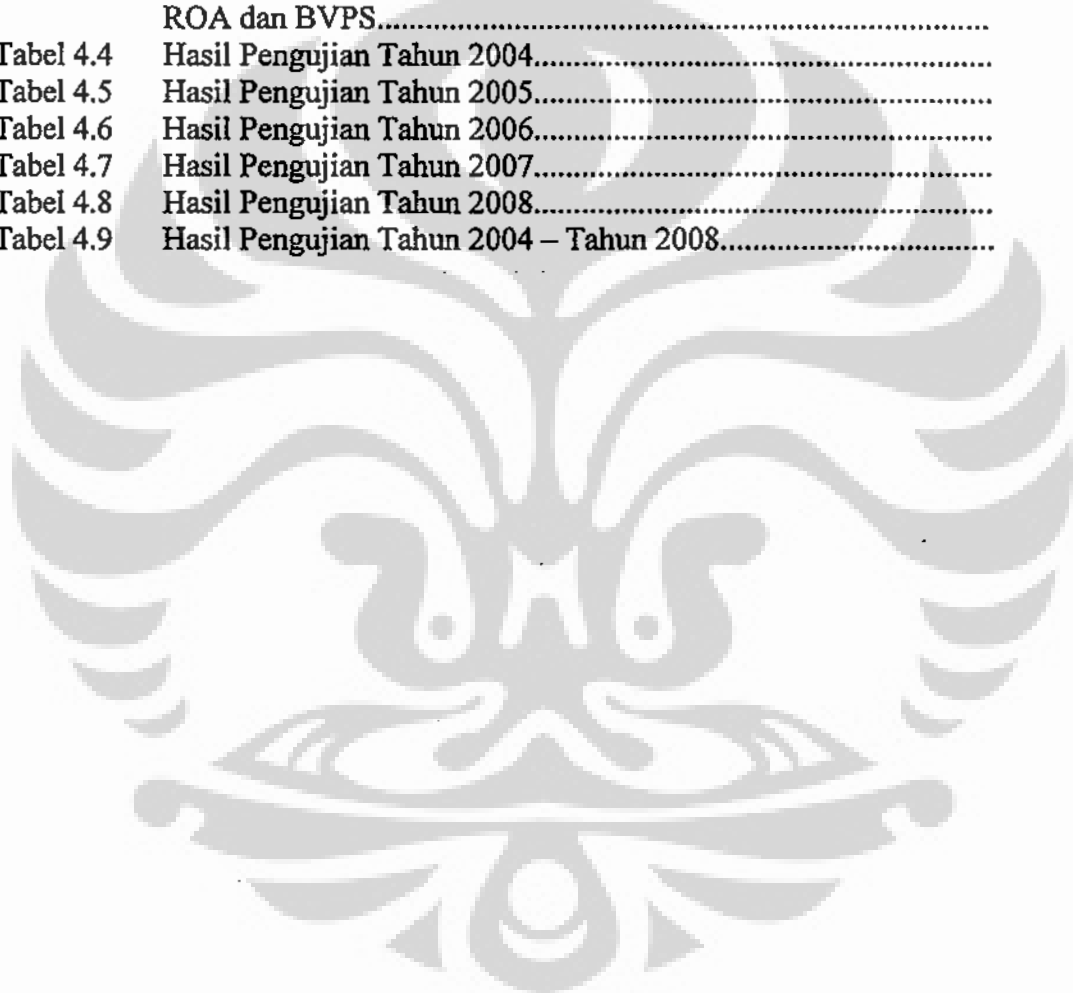 ROA dan BVPS............................................................................
Tabel 4.4 Hasil Pengujian Tahun 2004.........................................................
Tabel 4.5 Hasil Pengujian Tahun 2005.........................................................
Tabel 4.6 Hasil Pengujian Tahun 2006.........................................................
Tabel 4.7 Hasil Pengujian Tahun 2007.........................................................
Tabel 4.8 Hasil Pengujian Tahun 2008.........................................................
Tabel 4.9 Hasil Pengujian Tahun 2004 – Tahun 2008..................................